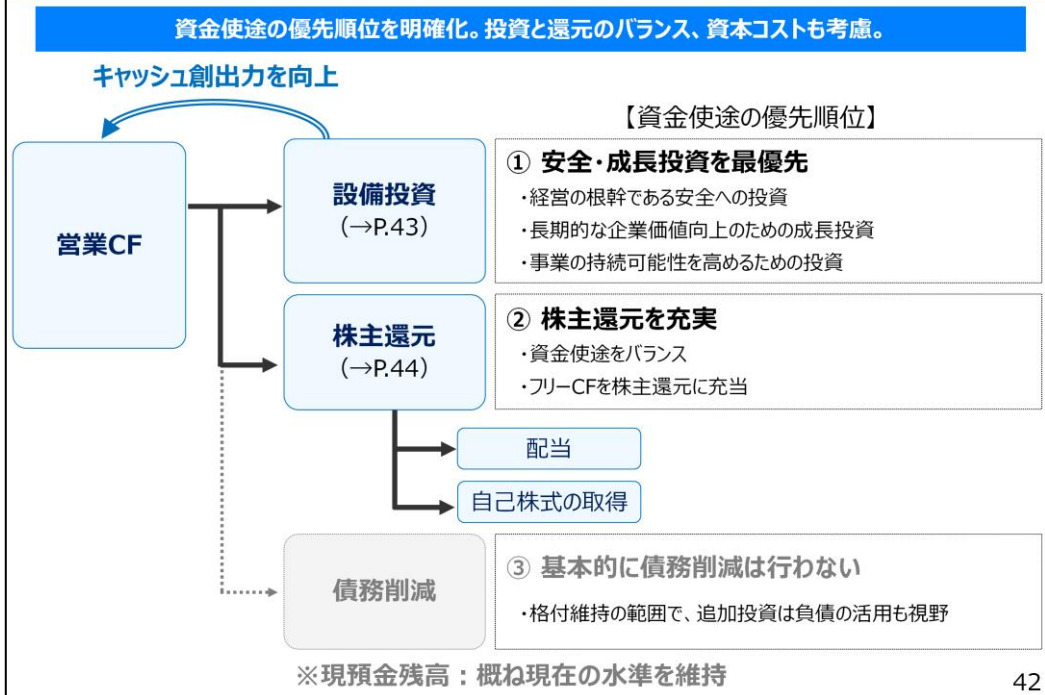 資金使途の優先順位を明確化。投資と還元のバランス、資本コストも考慮。
キャッシュ創出力を向上
【資金使途の優先順位】
営業CF
設備投資
（→P.43）
① 安全・成長投資を最優先
・経営の根幹である安全への投資
・長期的な企業価値向上のための成長投資
・事業の持続可能性を高めるための投資
株主還元
（→P.44）
② 株主還元を充実
・資金使途をバランス
・フリーCFを株主還元に充当
配当
自己株式の取得
債務削減
③ 基本的に債務削減は行わない
・格付維持の範囲で、追加投資は負債の活用も視野
※現預金残高：概ね現在の水準を維持
42